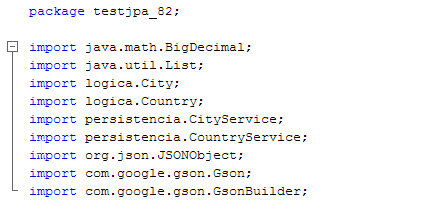 package testjpa_82;
import java.math.BigDecimal;
import java.util.List;
import logica.City;
import logica.Country;
import persistencia.CityService;
import persistencia.CountryService;
import org.json.JSONObject;
import com.google.gson.Gson;
import com.google.gson.GsonBuilder;